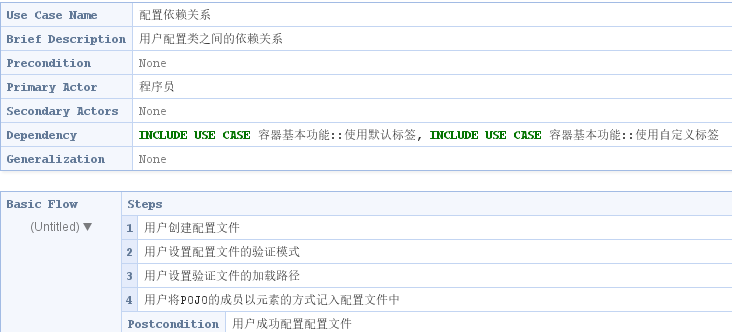 Use Case Name 配置依赖关系
Brief Description 用户配置类之间的依赖关系
Precondition None
Primary Actor 程序员
Secondary Actors None
Dependency INCLUDE USE CASE 容器基本功能::使用默认标签, INCLUDE USE CASE 容器基本功能::使用自定义标签
Generalization None
Basic Flow Steps
(Untitled) ▼
1 用户创建配置文件
2 用户设置配置文件的验证模式
3 用户设置验证文件的加载路径
4 用户将POJO的成员以元素的方式记入配置文件中
Postcondition 用户成功配置配置文件